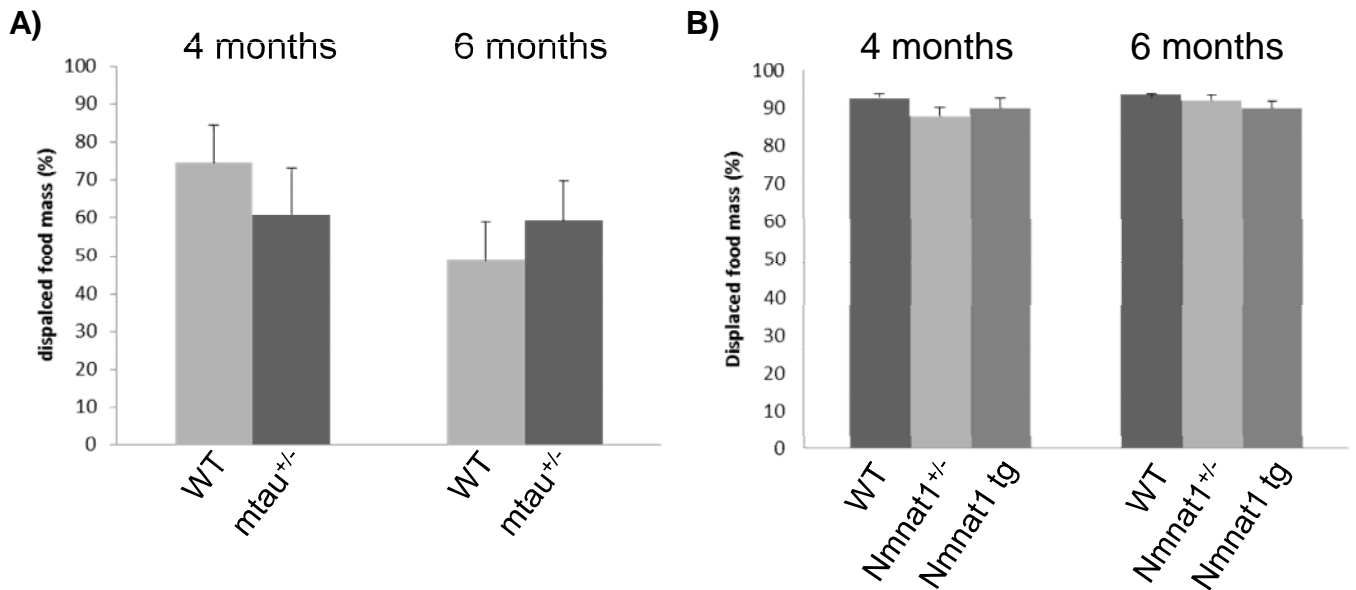 A)
4 months
6 months
dispalced food mass (%)
100
90
80
70
60
50
40
30
20
10
0
WT
mtau+/-
WT
mtau+/-
B)
4 months
6 months
Displaced food mass (%)
100
90
80
70
60
50
40
30
20
10
0
WT
Nmnat1+/-
Nmnat1 tg
WT
Nmnat1+/-
Nmnat1 tg